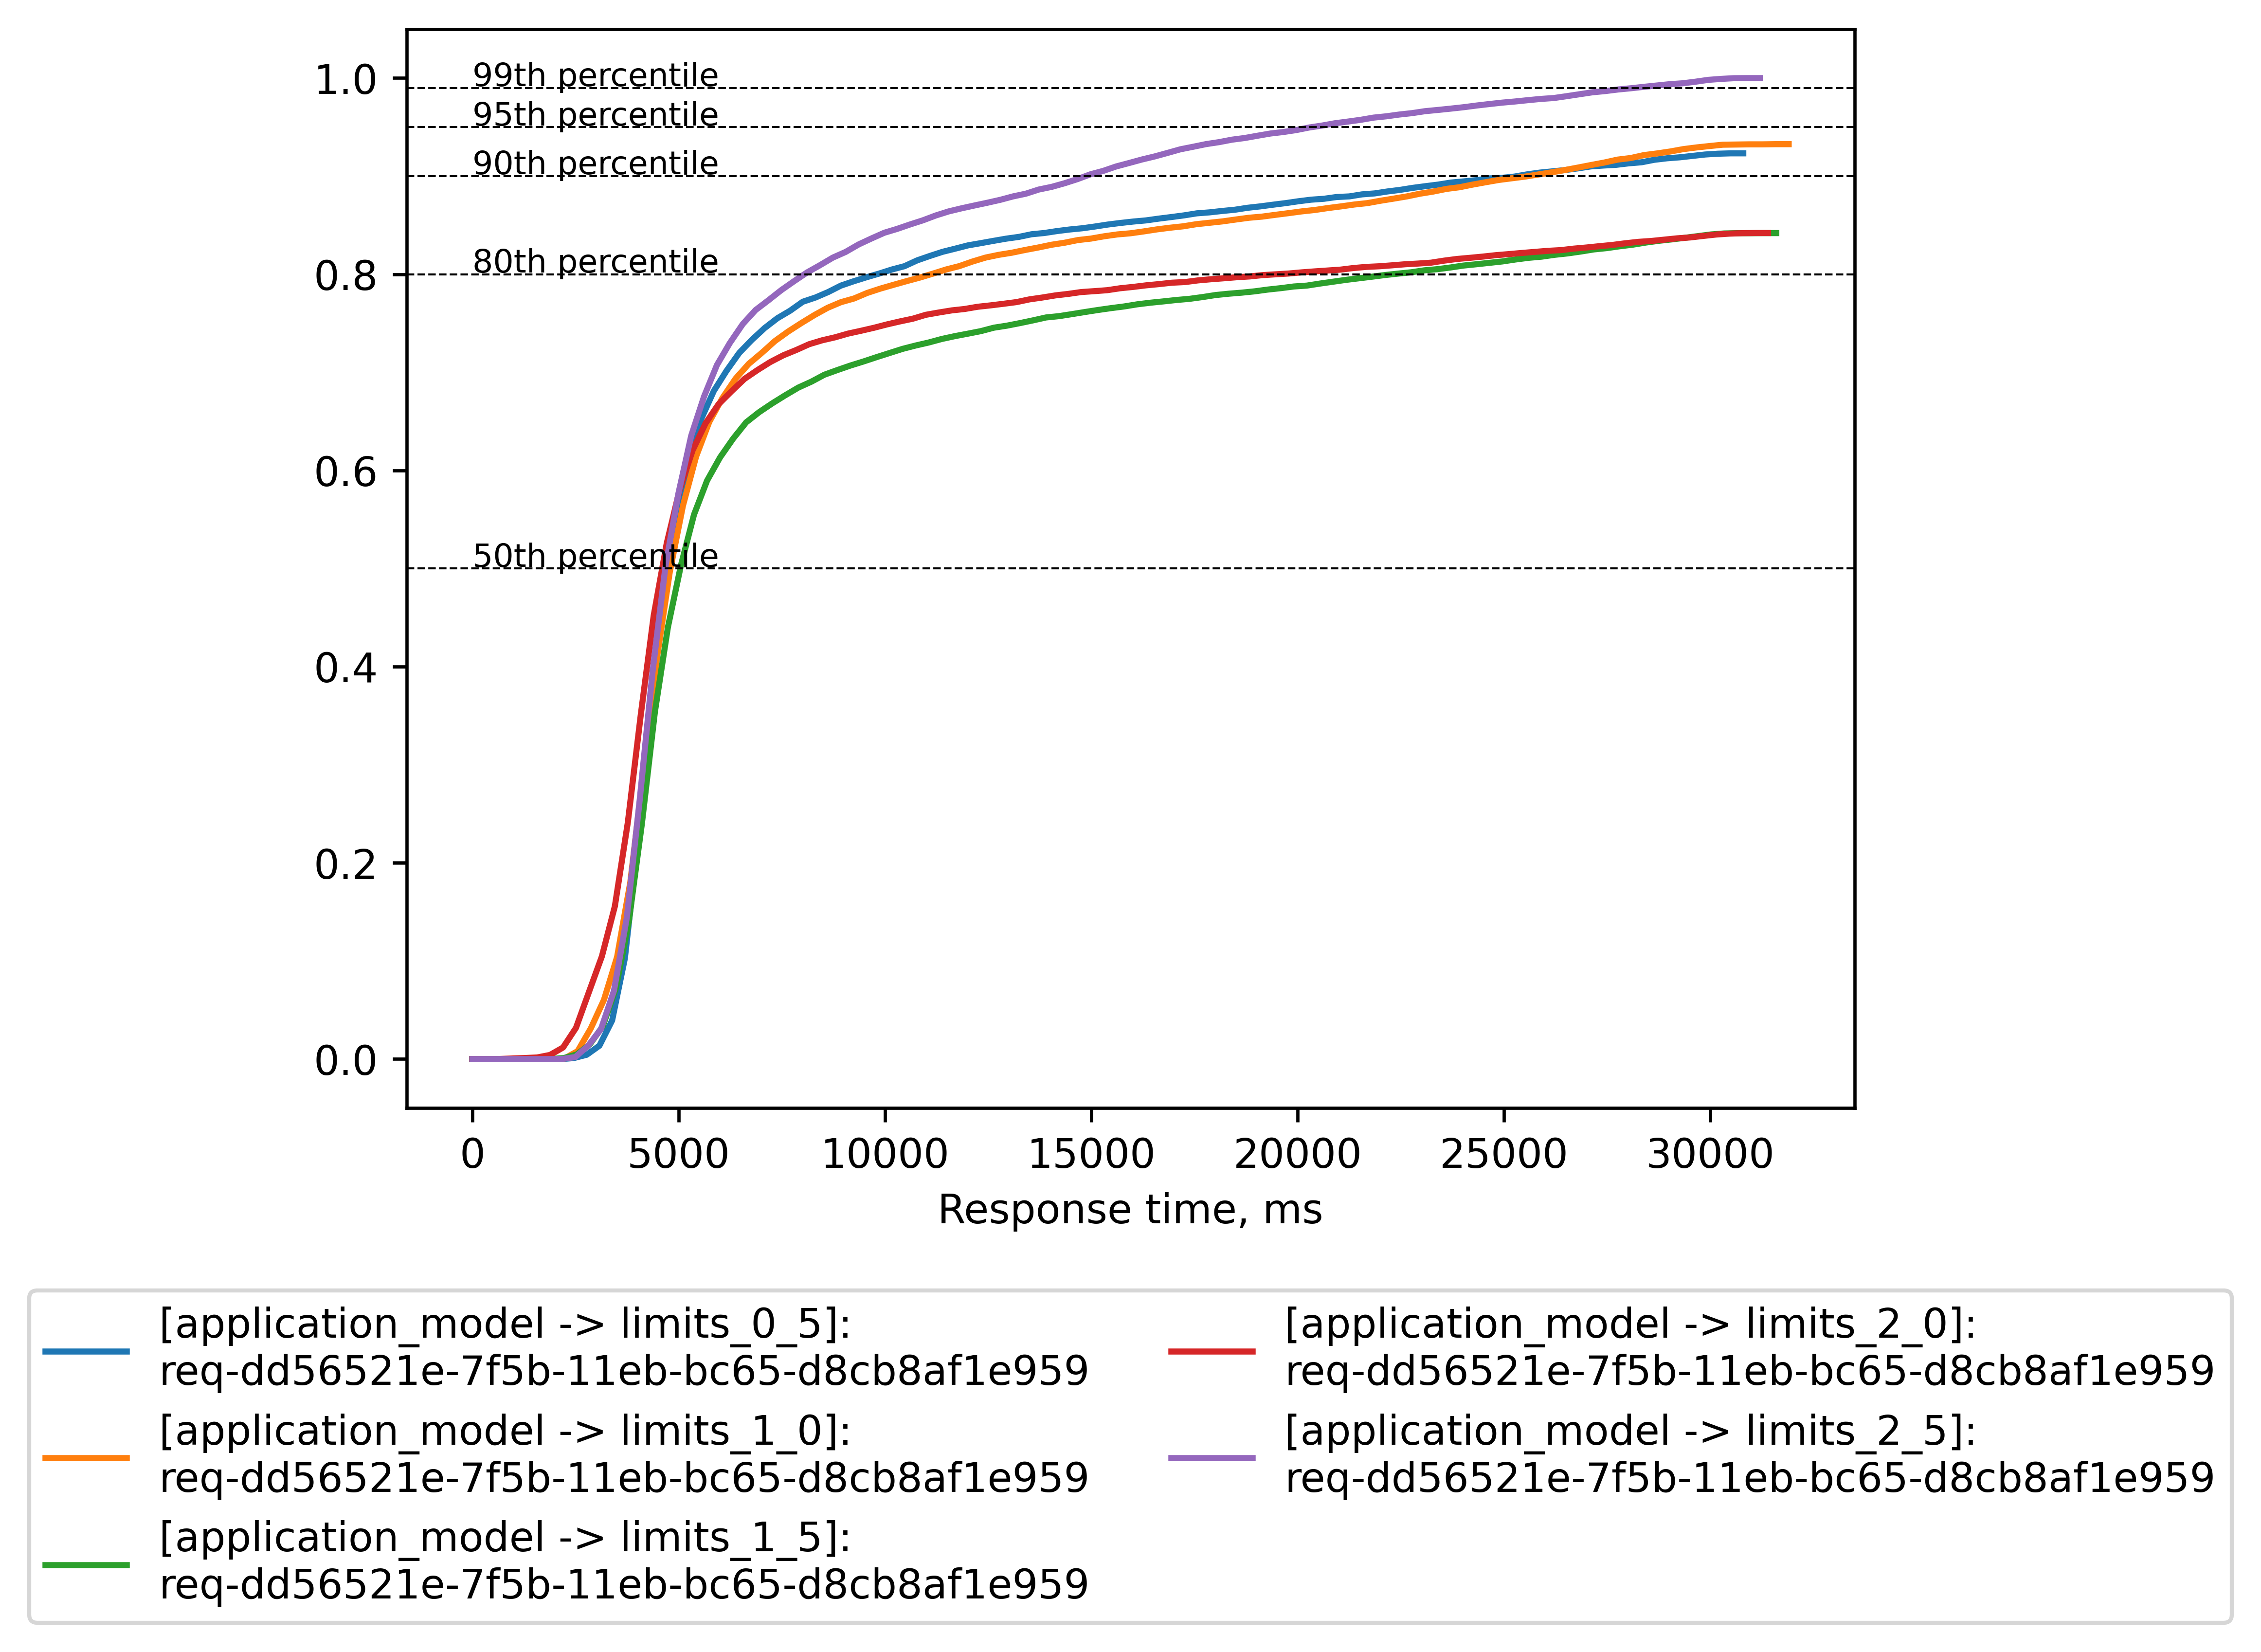 1.0
0.8
0.6
0.4
0.2
0.0
99th percentile
95th percentile
90th percentile
80th percentile
50th percentile
0 5000 10000 15000 20000 25000 30000
Response time, ms
[application_model -> limits_0_5]:
req-dd56521e-7f5b-11eb-bc65-d8cb8af1e959
[application_model -> limits_1_0]:
req-dd56521e-7f5b-11eb-bc65-d8cb8af1e959
[application_model -> limits_1_5]:
req-dd56521e-7f5b-11eb-bc65-d8cb8af1e959
[application_model -> limits_2_0]:
req-dd56521e-7f5b-11eb-bc65-d8cb8af1e959
[application_model -> limits_2_5]:
req-dd56521e-7f5b-11eb-bc65-d8cb8af1e959